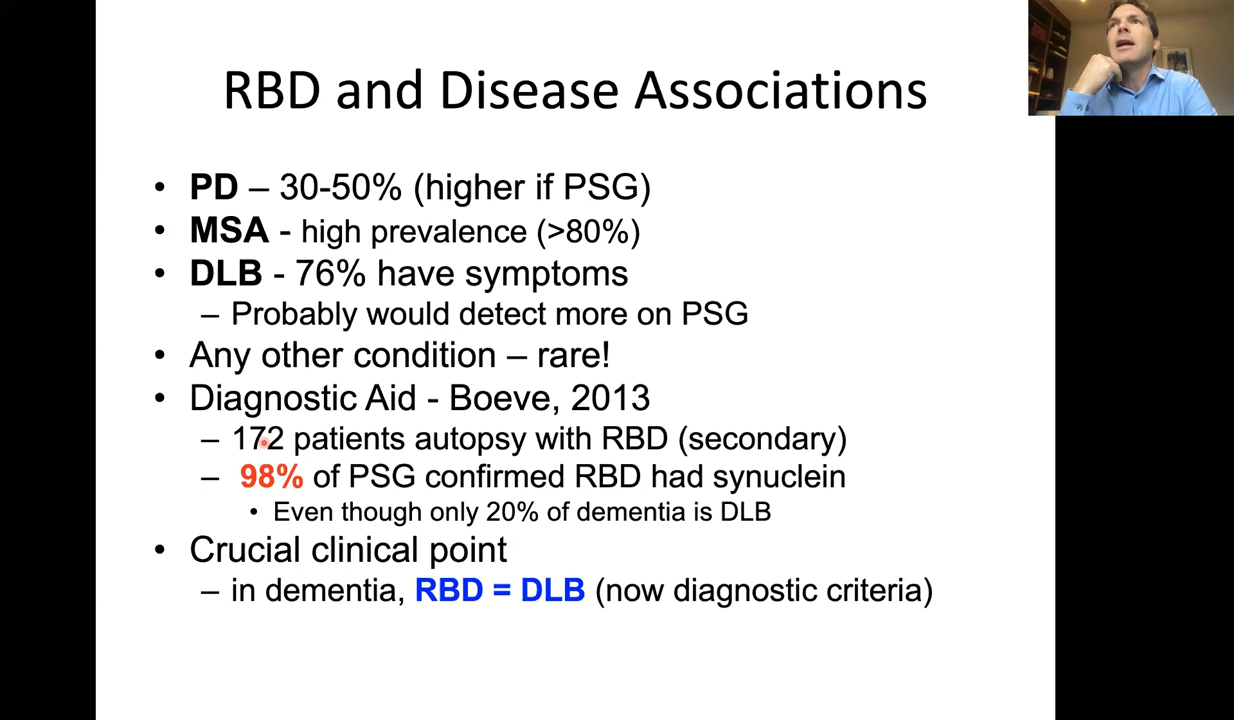 RBD and Disease Associations
• PD – 30-50% (higher if PSG)
• MSA - high prevalence (>80%)
• DLB - 76% have symptoms
– Probably would detect more on PSG
• Any other condition – rare!
• Diagnostic Aid - Boeve, 2013
– 172 patients autopsy with RBD (secondary)
– 98% of PSG confirmed RBD had synuclein
• Even though only 20% of dementia is DLB
• Crucial clinical point
– in dementia, RBD = DLB (now diagnostic criteria)